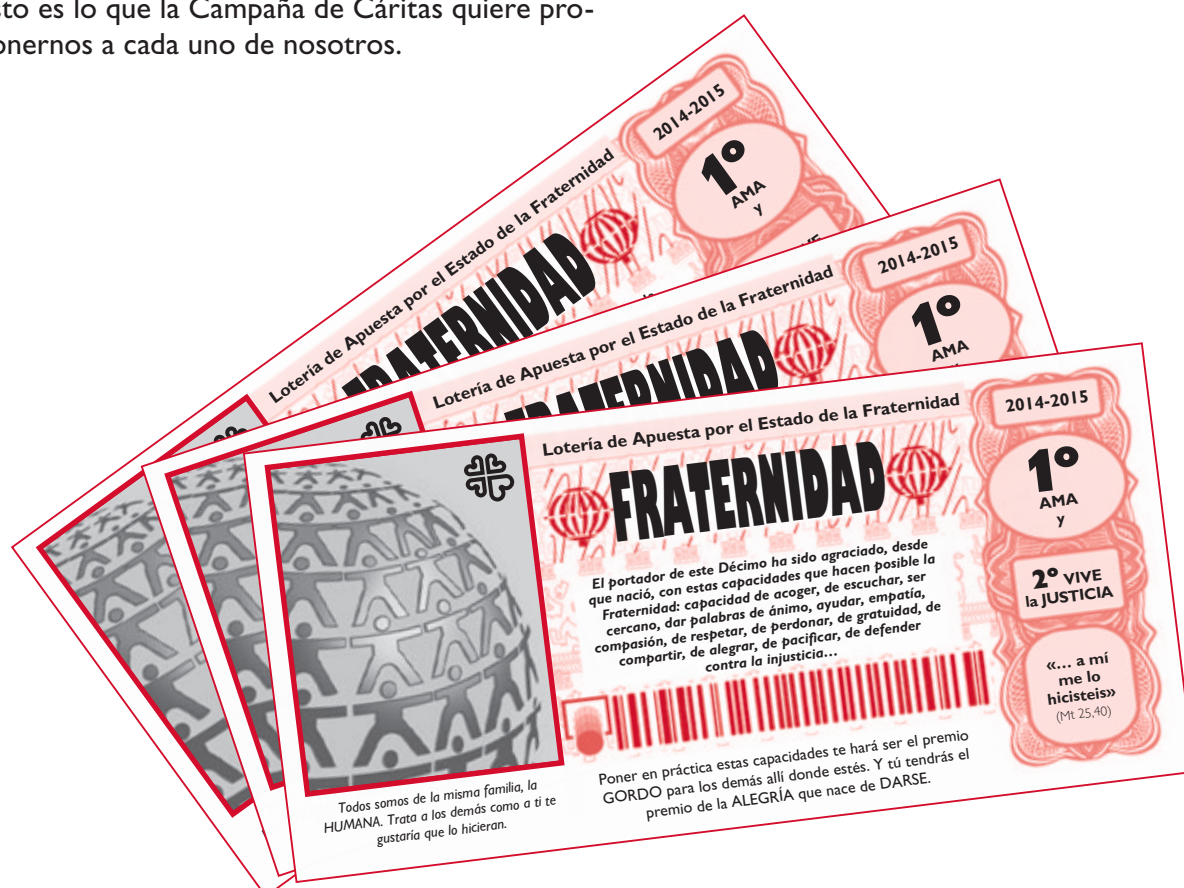 sto es lo que la Campaña de Cáritas quiere pro-
onernos a cada uno de nosotros.
2014-2015
1º
AMA
y
Lotería de Apuesta por el Estado de la Fraternidad
FRATERNIDAD
2014-2015
1º
AMA
Lotería de Apuesta por el Estado de la Fraternidad
FRATERNIDAD
2014-2015
1º
AMA
y
2º VIVE
la JUSTICIA
«… a mí
me lo
hicisteis»
(Mt 25,40)
Lotería de Apuesta por el Estado de la Fraternidad
FRATERNIDAD
El portador de este Décimo ha sido agraciado, desde
que nació, con estas capacidades que hacen posible la
Fraternidad: capacidad de acoger, de escuchar, ser
cercano, dar palabras de ánimo, ayudar, empatía,
compasión, de respetar, de perdonar, de gratuidad, de
compartir, de alegrar, de pacificar, de defender
contra la injusticia…
Poner en práctica estas capacidades te hará ser el premio
GORDO para los demás allí donde estés. Y tú tendrás el
premio de la ALEGRÍA que nace de DARSE.
Todos somos de la misma familia, la
HUMANA. Trata a los demás como a ti te
gustaría que lo hicieran.